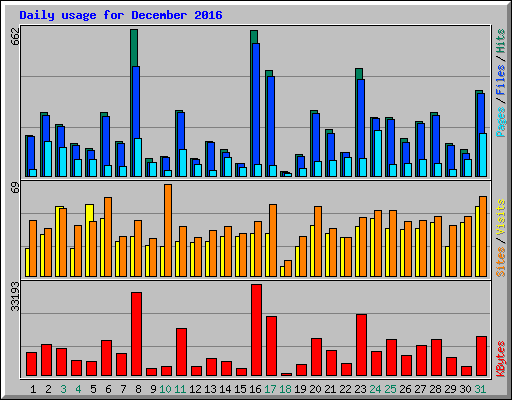 Daily usage for December 2016
662
Pages / Files / Hits
69
Sites / Visits
33193
KBytes
1 2 3 4 5 6 7 8 9 10 11 12 13 14 15 16 17 18 19 20 21 22 23 24 25 26 27 28 29 30 31